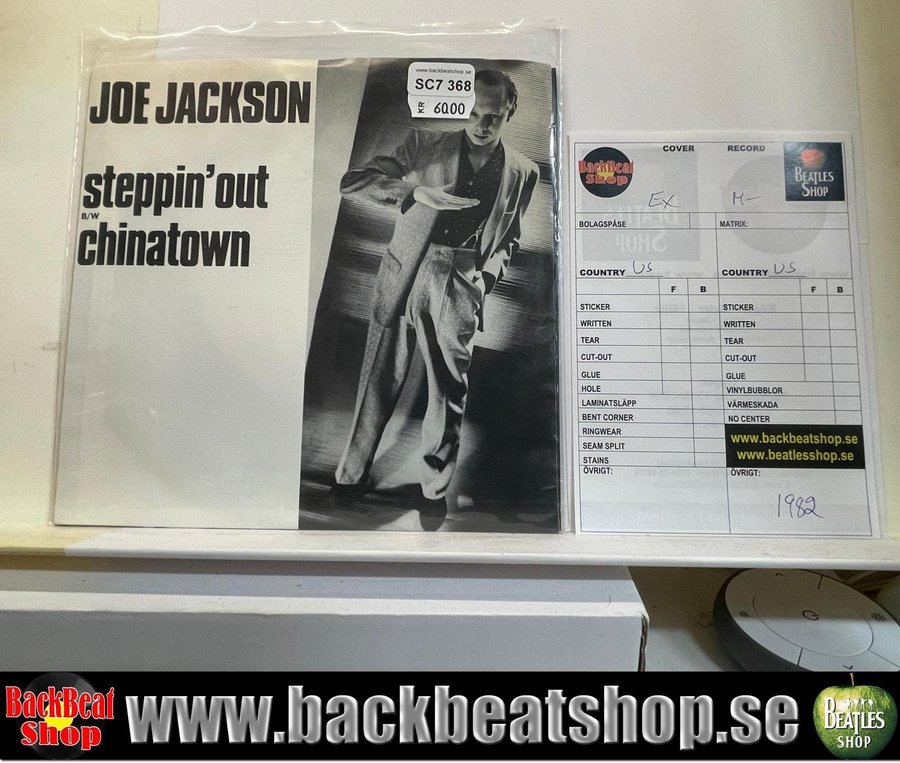 JOE JACKSON
steppin' out
B/W
chinatown
www.backbeatshop.se
SC7 368
KR 60.00
COVER RECORD
BackBeat
Shop
BEATLES
SHOP
EX M-
BOLAGSPÅSE MATRIX:
COUNTRY US COUNTRY US
F B F B
STICKER STICKER
WRITTEN WRITTEN
TEAR TEAR
CUT-OUT CUT-OUT
GLUE GLUE
HOLE VINYLBUBBLOR
LAMINATSLÄPP VÄRMESKADA
BENT CORNER NO CENTER
RINGWEAR
SEAM SPLIT
STAINS
www.backbeatshop.se
www.beatlesshop.se
ÖVRIGT: ÖVRIGT:
1982
BackBeat
Shop
www.backbeatshop.se
BEATLES
SHOP